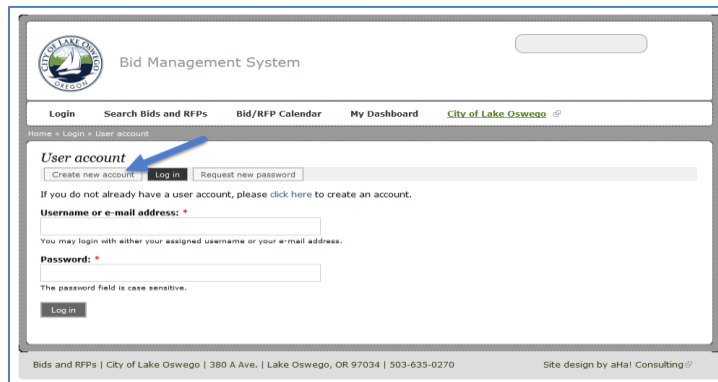 CITY OF LAKE OSWEGO
OREGON
Bid Management System
Login Search Bids and RFPs Bid/RFP Calendar My Dashboard City of Lake Oswego
Home » Login » User account
User account
Create new account Log in Request new password
If you do not already have a user account, please click here to create an account.
Username or e-mail address: *
You may login with either your assigned username or your e-mail address.
Password: *
The password field is case sensitive.
Log in
Bids and RFPs | City of Lake Oswego | 380 A Ave. | Lake Oswego, OR 97034 | 503-635-0270 Site design by aHa! Consulting